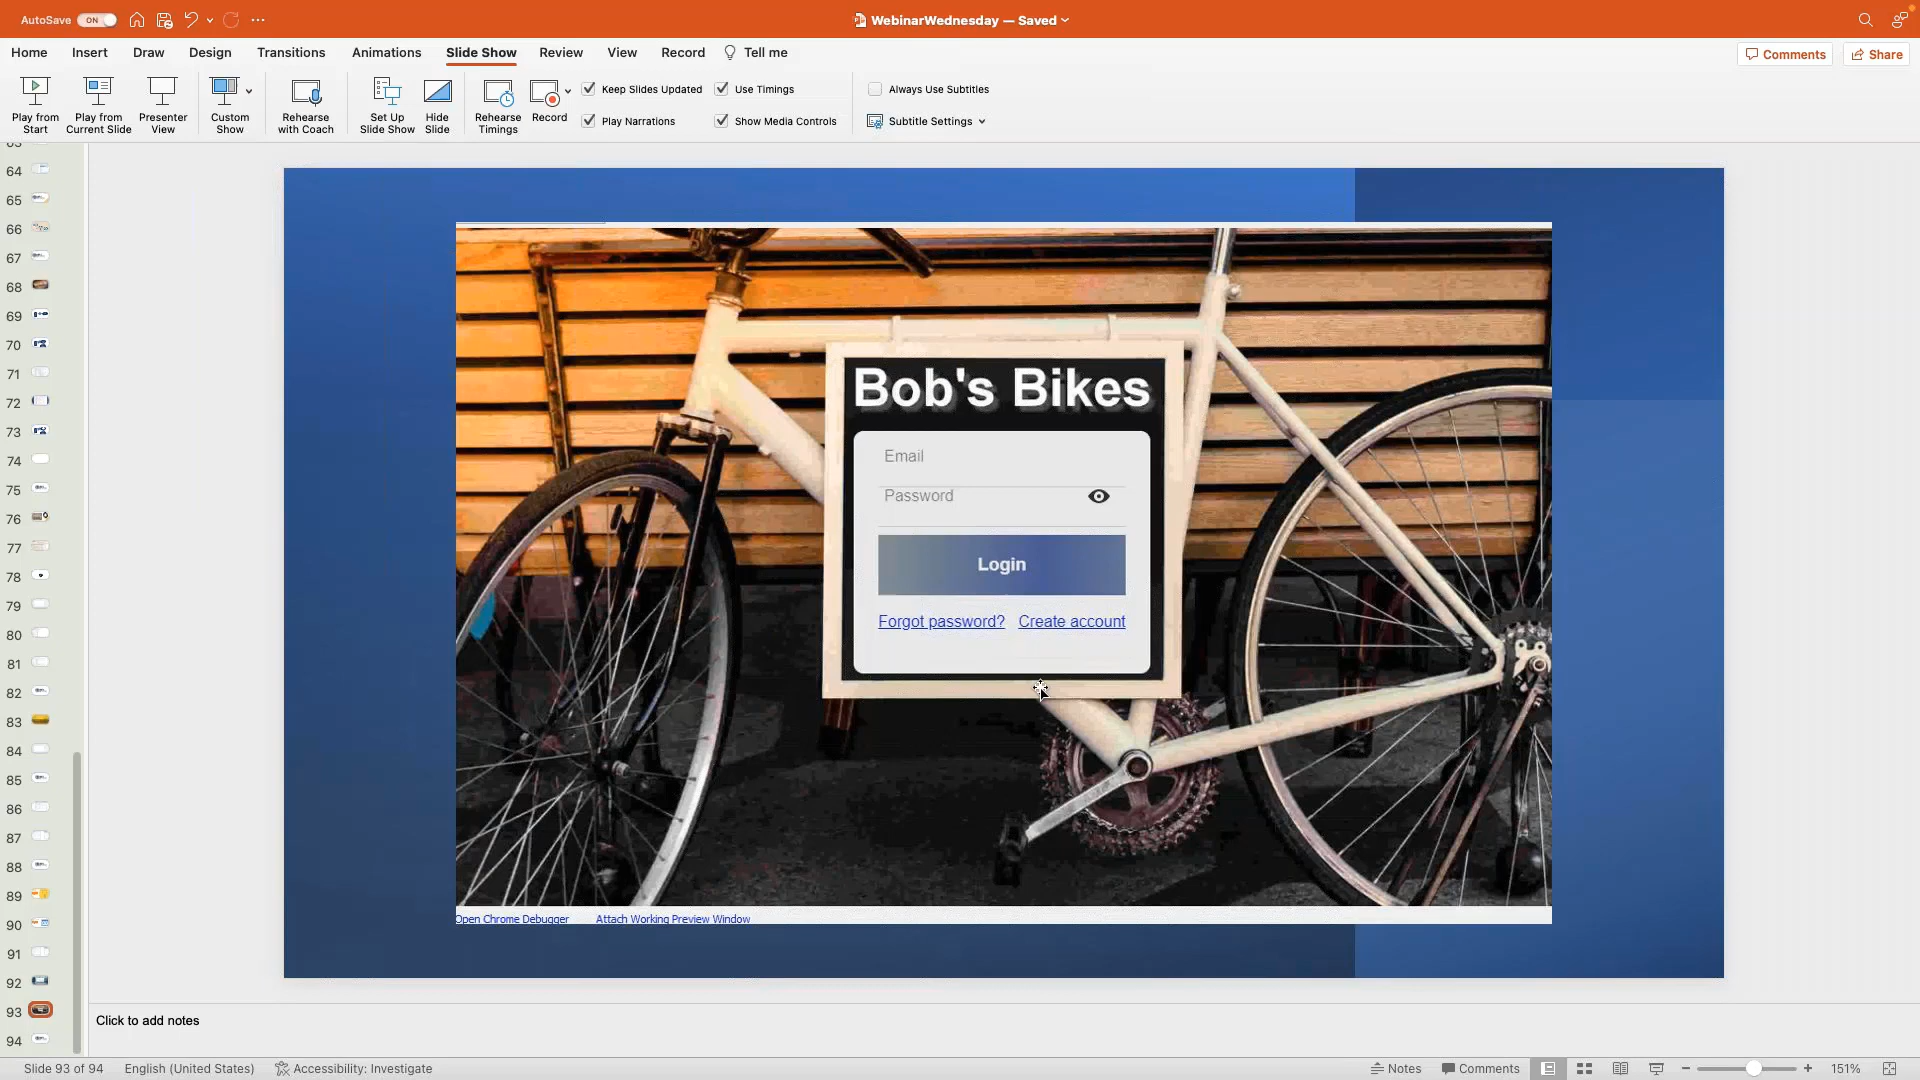 AutoSave ON
WebinarWednesday — Saved
Home Insert Draw Design Transitions Animations Slide Show Review View Record Tell me
Comments Share
Play from Start
Play from Current Slide
Presenter View
Custom Show
Rehearse with Coach
Set Up Slide Show
Hide Slide
Rehearse Timings
Record
Keep Slides Updated
Use Timings
Play Narrations
Show Media Controls
Always Use Subtitles
Subtitle Settings
64
65
66
67
68
69
70
71
72
73
74
75
76
77
78
79
80
81
82
83
84
85
86
87
88
89
90
91
92
93
94
Bob's Bikes
Email
Password
Login
Forgot password? Create account
Open Chrome Debugger Attach Working Preview Window
Click to add notes
Slide 93 of 94 English (United States) Accessibility: Investigate
Notes Comments 151%